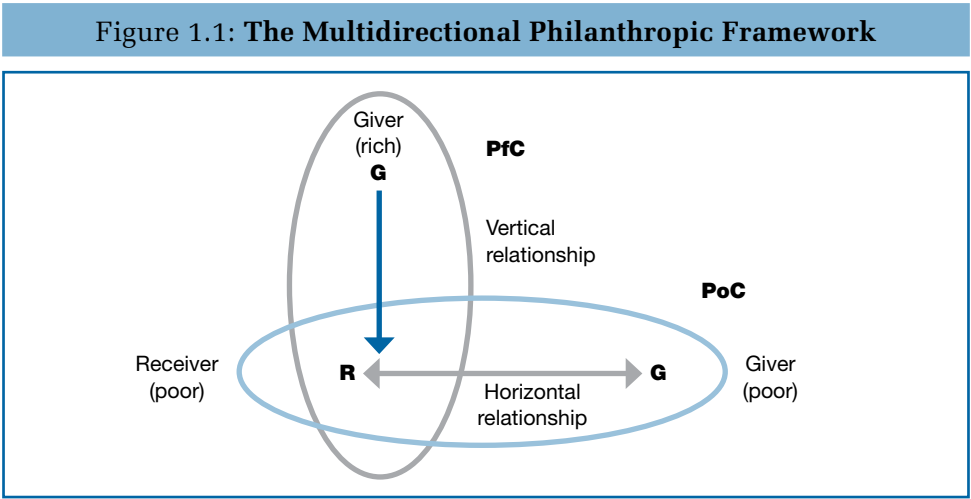 Figure 1.1: The Multidirectional Philanthropic Framework
Giver
(rich)
G
PfC
Vertical
relationship
PoC
Receiver
(poor)
R
G
Giver
(poor)
Horizontal
relationship